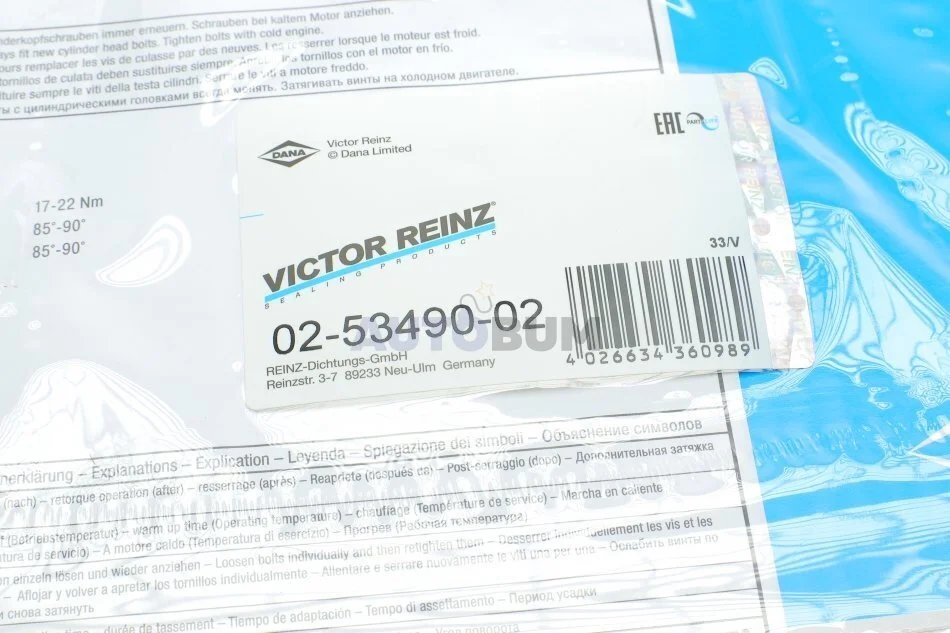 derkopfschrauben immer erneuern. Schrauben bei kaltem Motor anziehen.
ys fit new cylinder head bolts. Tighten bolts with cold engine.
ours remplacer les vis de culasse par des neuves. Les resserrer lorsque le moteur est froid.
tornillos de culata deben sustituirse siempre. Apretar los tornillos con el motor en frío.
tituire sempre le viti della testa cilindri. Serrare le viti a motore freddo.
ты с цилиндрическими головками всегда менять. Затягивать винты на холодном двигателе.
17-22 Nm
85°-90°
85°-90°
DANA
Victor Reinz
© Dana Limited
EAC
VICTOR REINZ®
SEALING PRODUCTS
33/V
02-53490-02
AUTOBUM
REINZ-Dichtungs-GmbH
Reinzstr. 3-7 89233 Neu-Ulm Germany
4 026634 360989
nerklärung – Explanations – Explication – Leyenda – Spiegazione dei simboli – Объяснение символов
(nach) – retorque operation (after) – resserrage (après) – Reapriete (después de) – Post-serraggio (dopo) – Дополнительная затяжка
t (Betriebstemperatur) – warm up time (Operating temperature) – chauffage (Température de service) – Marcha en caliente
tura de servicio) – A motore caldo (Temperatura di esercizio) – Прогрев (Рабочая температура)
en einzeln lösen und wieder anziehen – Loosen bolts individually and then retighten them – Desserrer individuellement les vis et les
– Aflojar y volver a apretar los tornillos individualmente – Allentare e serrare nuovamente le viti una per una – Ослабить винты по
и снова затянуть
time – durée de tassement – Tiempo de adaptación – Tempo di assettamento – Период усадки
Угол поворота